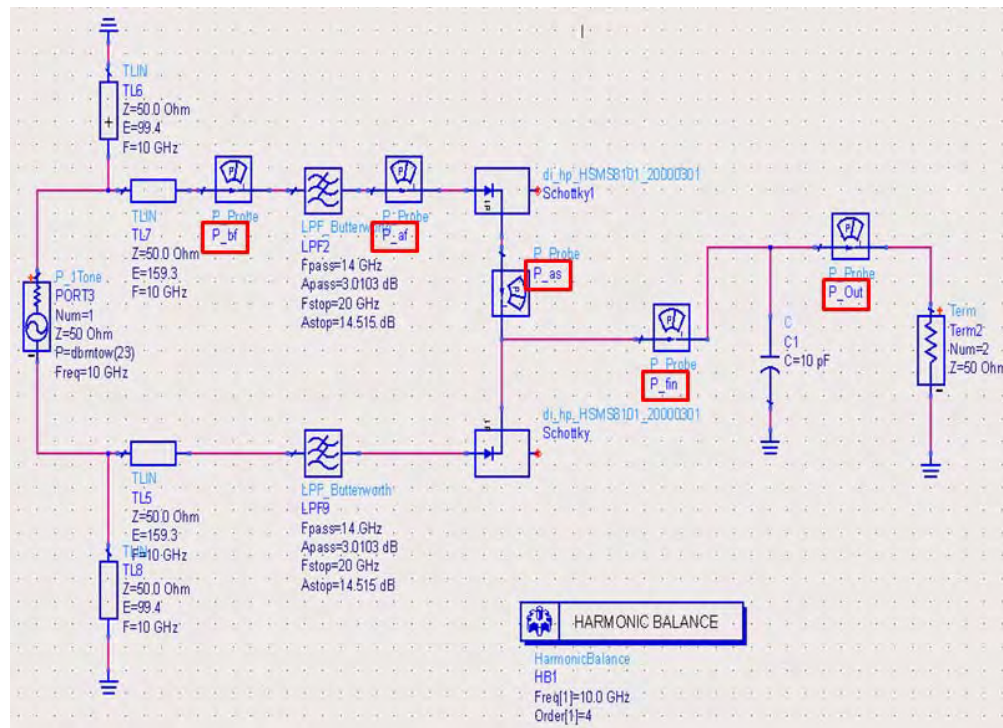 TLIN
TL6
Z=50.0 Ohm
E=99.4
F=10 GHz
TLIN
TL7
Z=50.0 Ohm
E=159.3
F=10 GHz
P_Probe
P_bf
LPF_Butterworth
LPF2
Fpass=14 GHz
Apass=3.0103 dB
Fstop=20 GHz
Astop=14.515 dB
P_Probe
P_af
di_hp_HSMS8101_20000301
Schottky1
P_Probe
P_as
P_1Tone
PORT3
Num=1
Z=50 Ohm
P=dbmtow(23)
Freq=10 GHz
P_Probe
P_fin
C
C1
C=10 pF
P_Probe
P_Out
Term
Term2
Num=2
Z=50 Ohm
di_hp_HSMS8101_20000301
Schottky
TLIN
TL5
Z=50.0 Ohm
E=159.3
F=10 GHz
LPF_Butterworth
LPF9
Fpass=14 GHz
Apass=3.0103 dB
Fstop=20 GHz
Astop=14.515 dB
TLIN
TL8
Z=50.0 Ohm
E=99.4
F=10 GHz
HARMONIC BALANCE
HarmonicBalance
HB1
Freq[1]=10.0 GHz
Order[1]=4